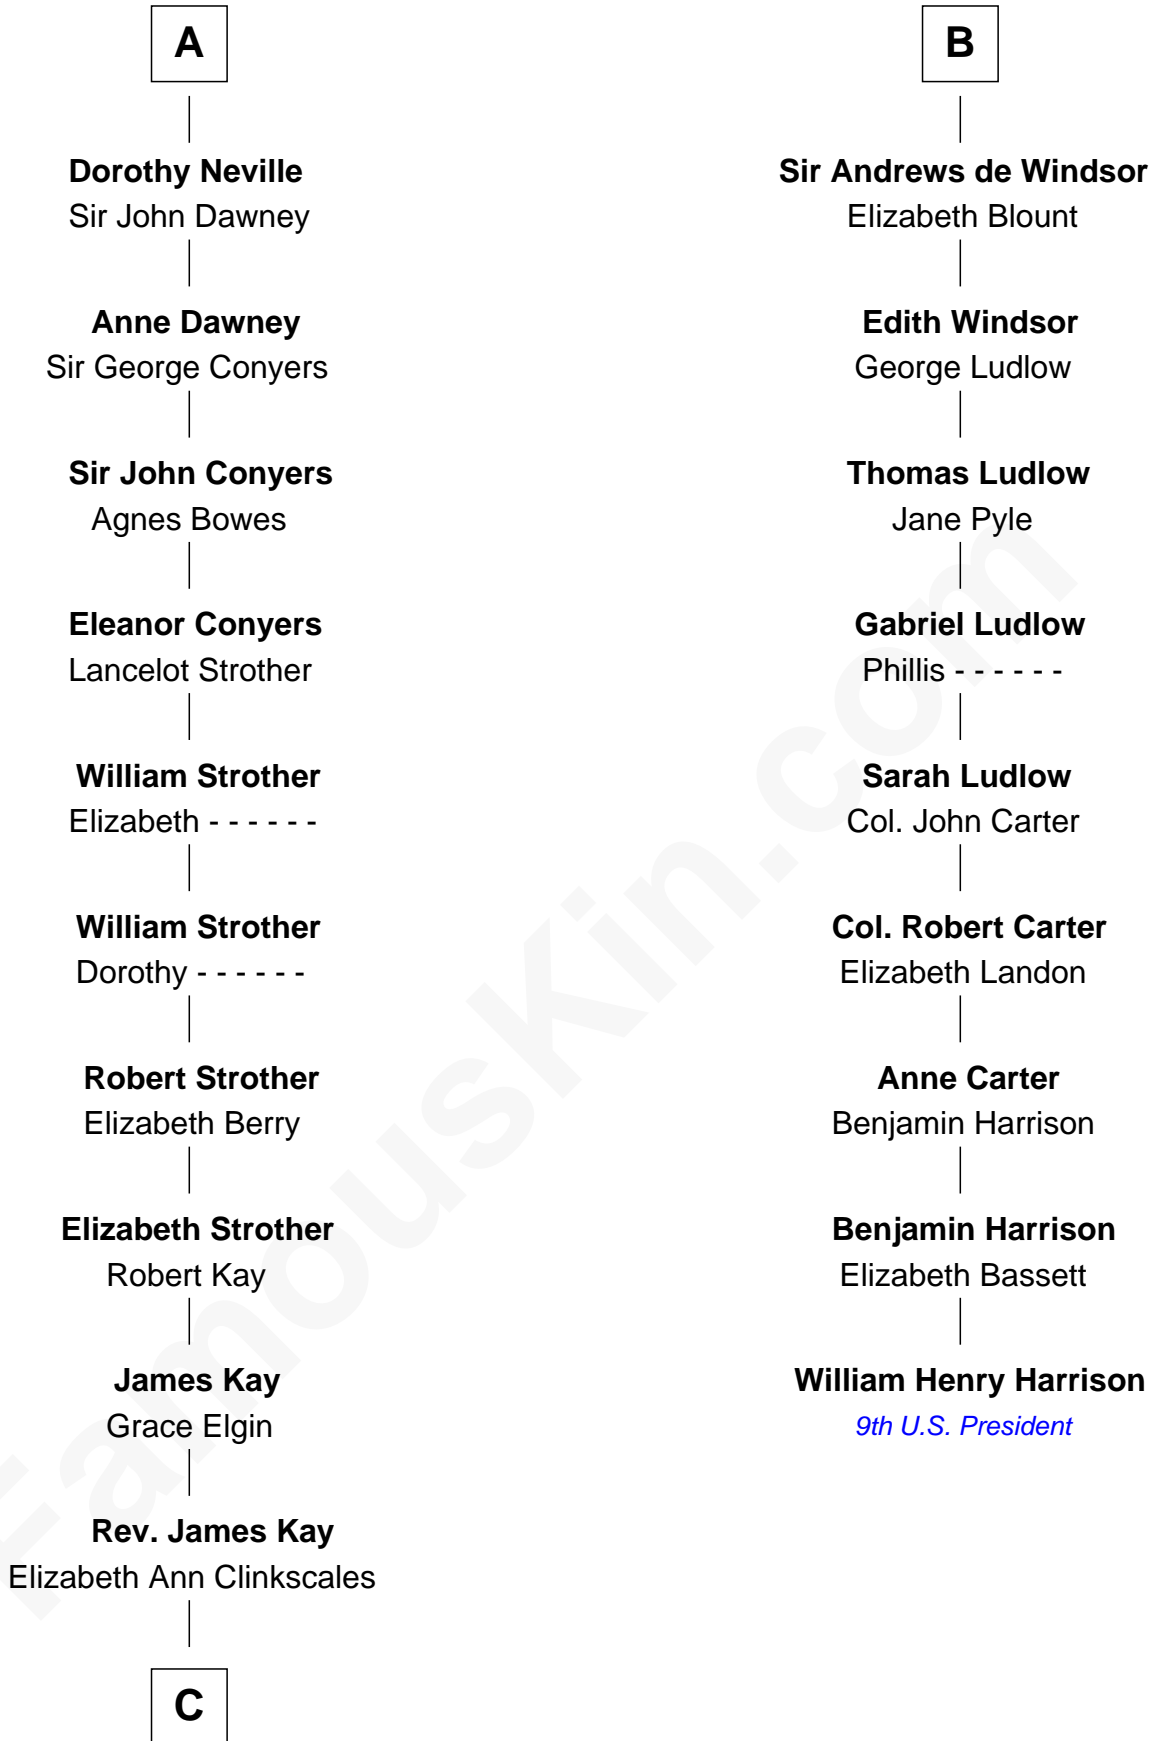 A
Dorothy Neville
Sir John Dawney
Anne Dawney
Sir George Conyers
Sir John Conyers
Agnes Bowes
Eleanor Conyers
Lancelot Strother
William Strother
Elizabeth - - - - - -
William Strother
Dorothy - - - - - -
Robert Strother
Elizabeth Berry
Elizabeth Strother
Robert Kay
James Kay
Grace Elgin
Rev. James Kay
Elizabeth Ann Clinkscales
C
B
Sir Andrews de Windsor
Elizabeth Blount
Edith Windsor
George Ludlow
Thomas Ludlow
Jane Pyle
Gabriel Ludlow
Phillis - - - - - -
Sarah Ludlow
Col. John Carter
Col. Robert Carter
Elizabeth Landon
Anne Carter
Benjamin Harrison
Benjamin Harrison
Elizabeth Bassett
William Henry Harrison
9th U.S. President
FamousKin.com